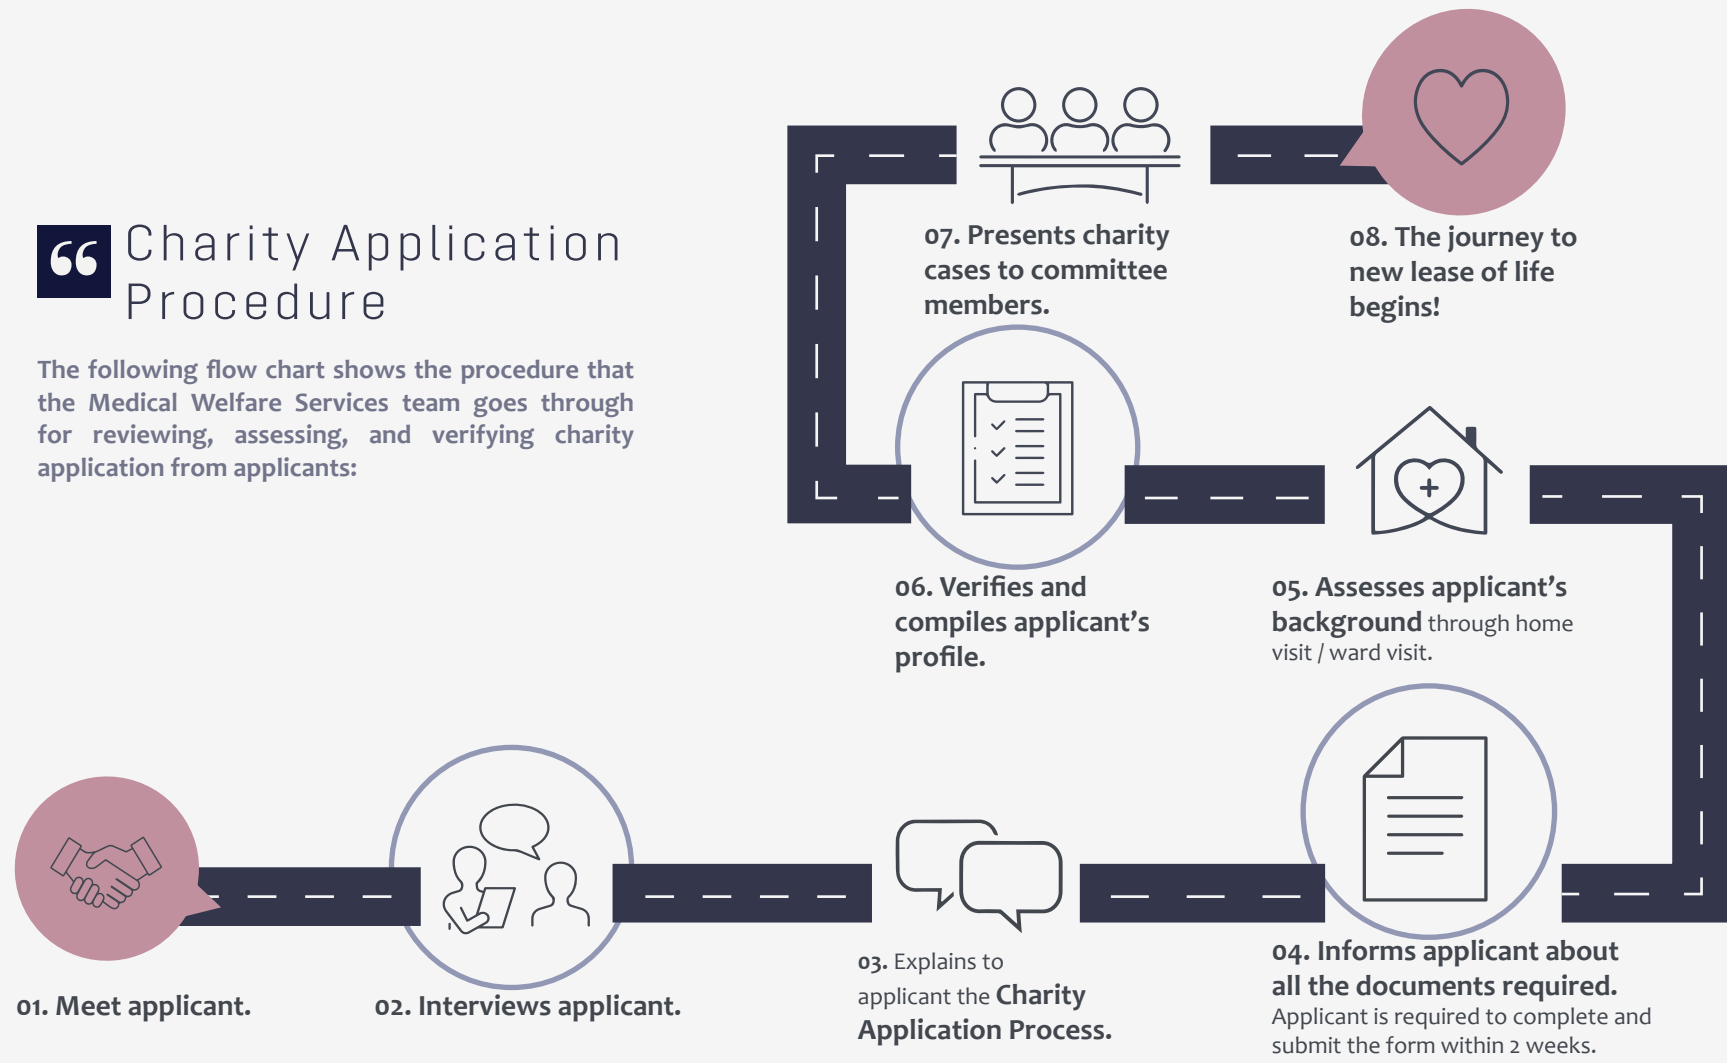 “ Charity Application
Procedure
The following flow chart shows the procedure that
the Medical Welfare Services team goes through
for reviewing, assessing, and verifying charity
application from applicants:
01. Meet applicant.
02. Interviews applicant.
03. Explains to
applicant the Charity
Application Process.
04. Informs applicant about
all the documents required.
Applicant is required to complete and
submit the form within 2 weeks.
05. Assesses applicant’s
background through home
visit / ward visit.
06. Verifies and
compiles applicant’s
profile.
07. Presents charity
cases to committee
members.
08. The journey to
new lease of life
begins!